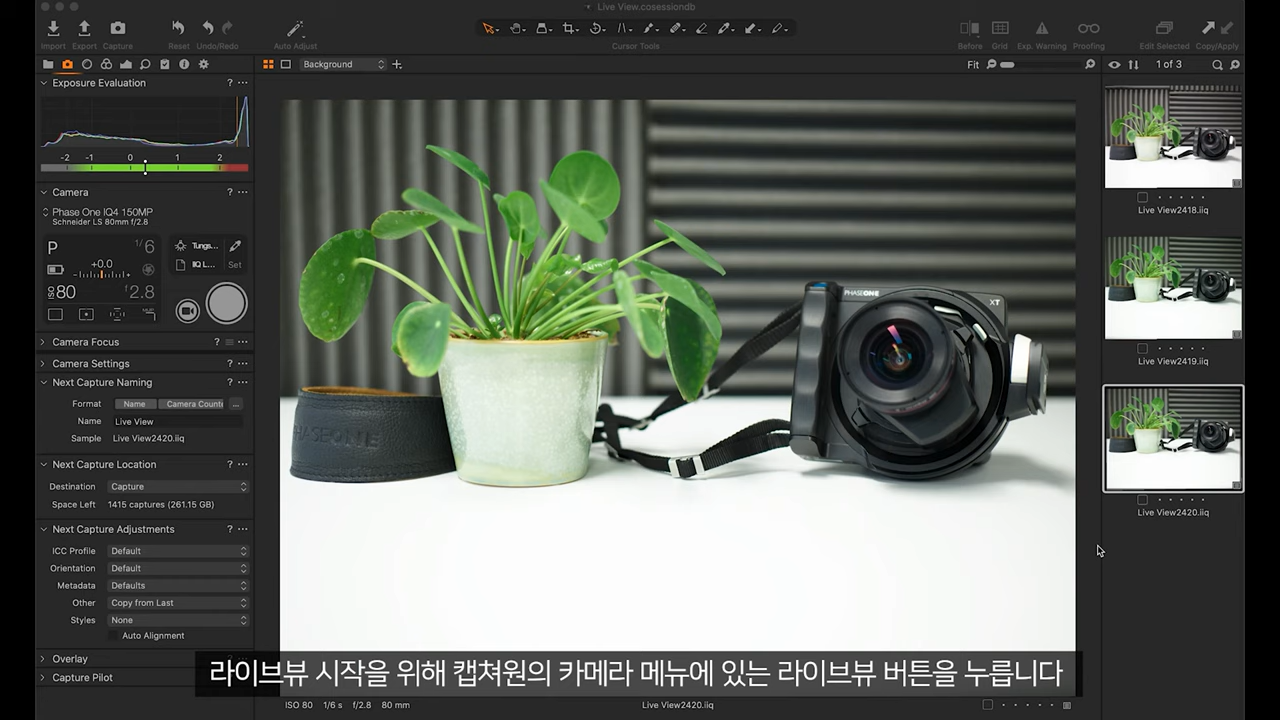 Live View.cosessiondb
Import Export Capture Reset Undo/Redo Auto Adjust Cursor Tools Before Grid Exp. Warning Proofing Edit Selected Copy/Apply
Background
Fit
1 of 3
Exposure Evaluation
-2 -1 0 1 2
Camera
Phase One IQ4 150MP
Schneider LS 80mm f/2.8
P 1/6
+0.0
ISO 80 f2.8
Tungs...
IQ L... Set
Camera Focus
Camera Settings
Next Capture Naming
Format Name Camera Count
Name Live View
Sample Live View2420.iiq
Next Capture Location
Destination Capture
Space Left 1415 captures (261.15 GB)
Next Capture Adjustments
ICC Profile Default
Orientation Default
Metadata Defaults
Other Copy from Last
Styles None
Auto Alignment
Overlay
Capture Pilot
PHASEONE
PHASEONE XT
Live View2418.iiq
Live View2419.iiq
Live View2420.iiq
라이브뷰 시작을 위해 캡쳐원의 카메라 메뉴에 있는 라이브뷰 버튼을 누릅니다
ISO 80 1/6 s f/2.8 80 mm Live View2420.iiq